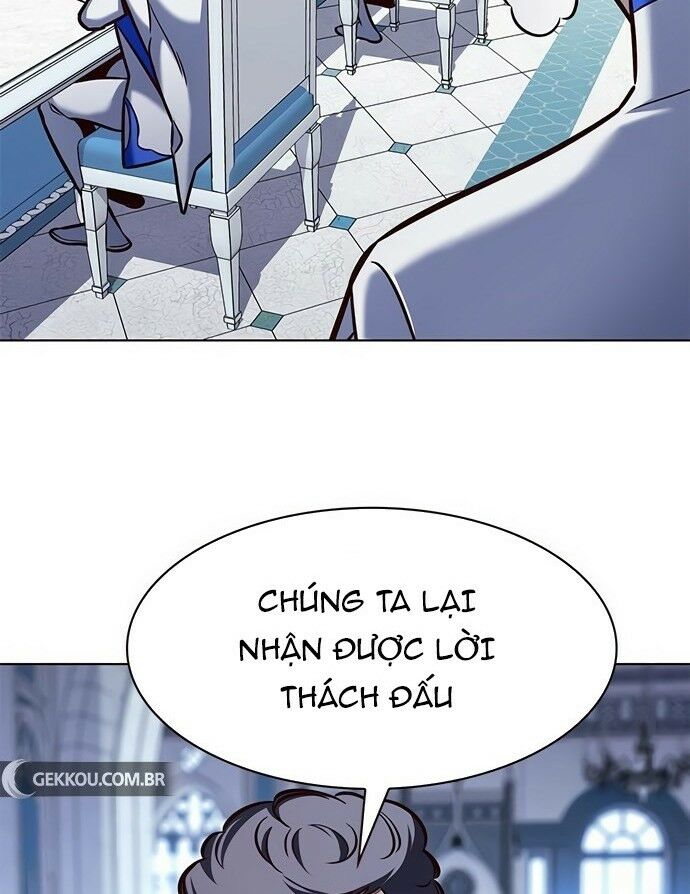 CHÚNG TA LẠI
NHẬN ĐƯỢC LỜI
THÁCH ĐẤU
GEKKOU.COM.BR